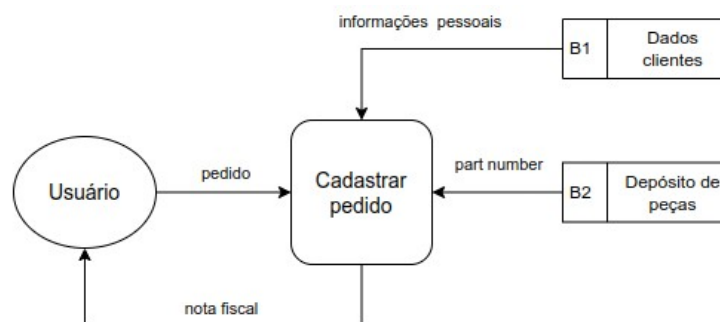 informações pessoais
B1
Dados
clientes
Usuário
pedido
Cadastrar
pedido
part number
B2
Depósito de
peças
nota fiscal